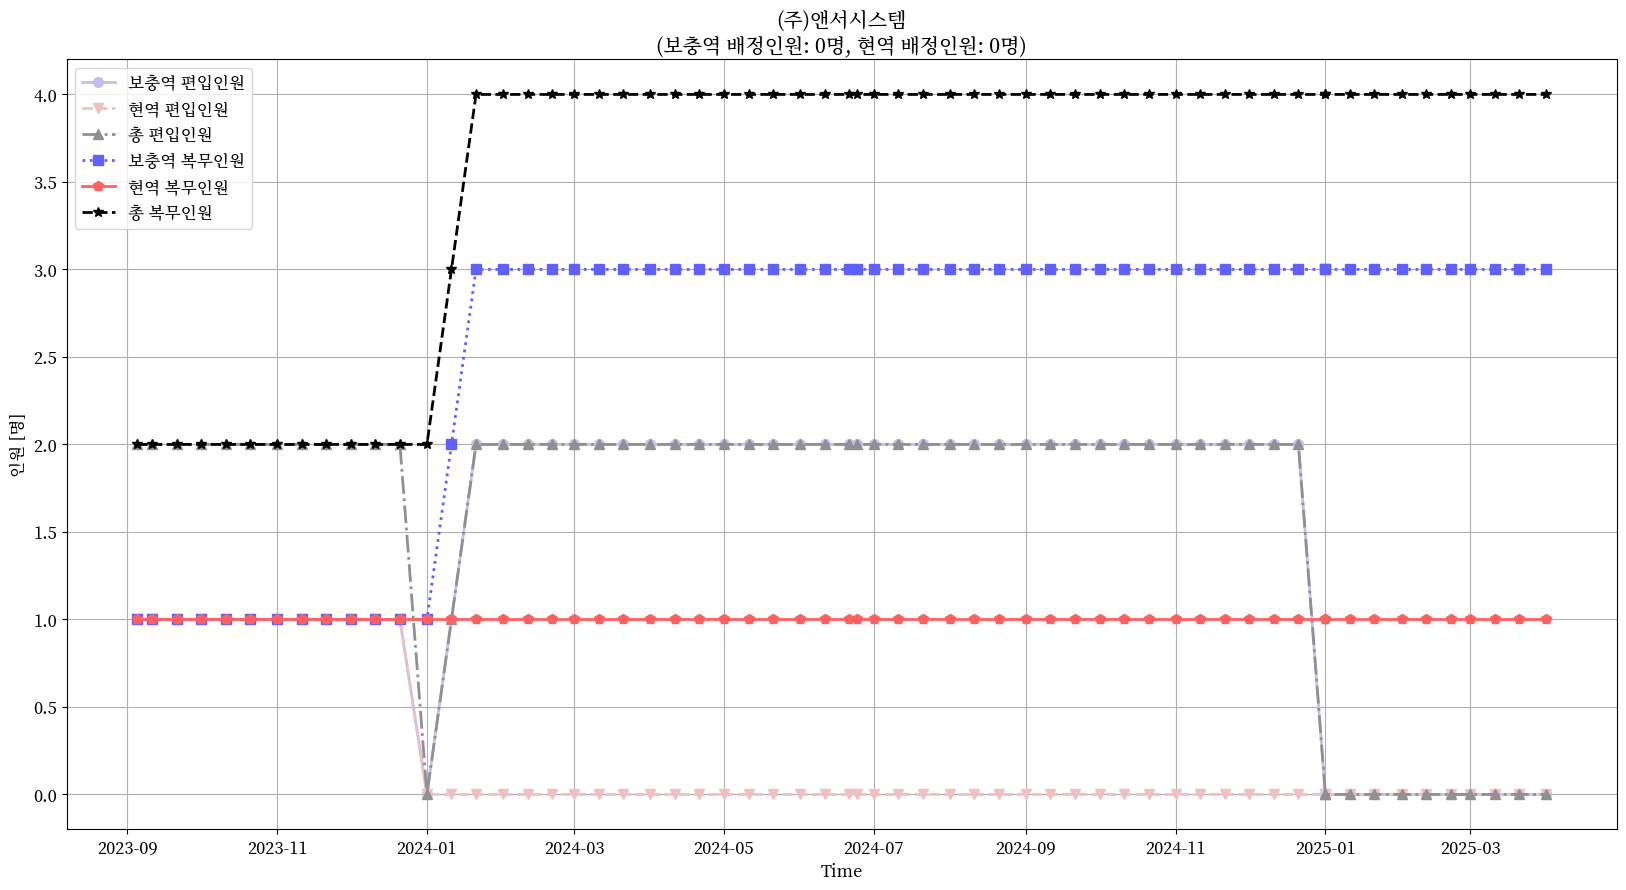 (주)앤서시스템
(보충역 배정인원: 0명, 현역 배정인원: 0명)
보충역 편입인원
현역 편입인원
총 편입인원
보충역 복무인원
현역 복무인원
총 복무인원
인원 [명]
4.0
3.5
3.0
2.5
2.0
1.5
1.0
0.5
0.0
2023-09 2023-11 2024-01 2024-03 2024-05 2024-07 2024-09 2024-11 2025-01 2025-03
Time